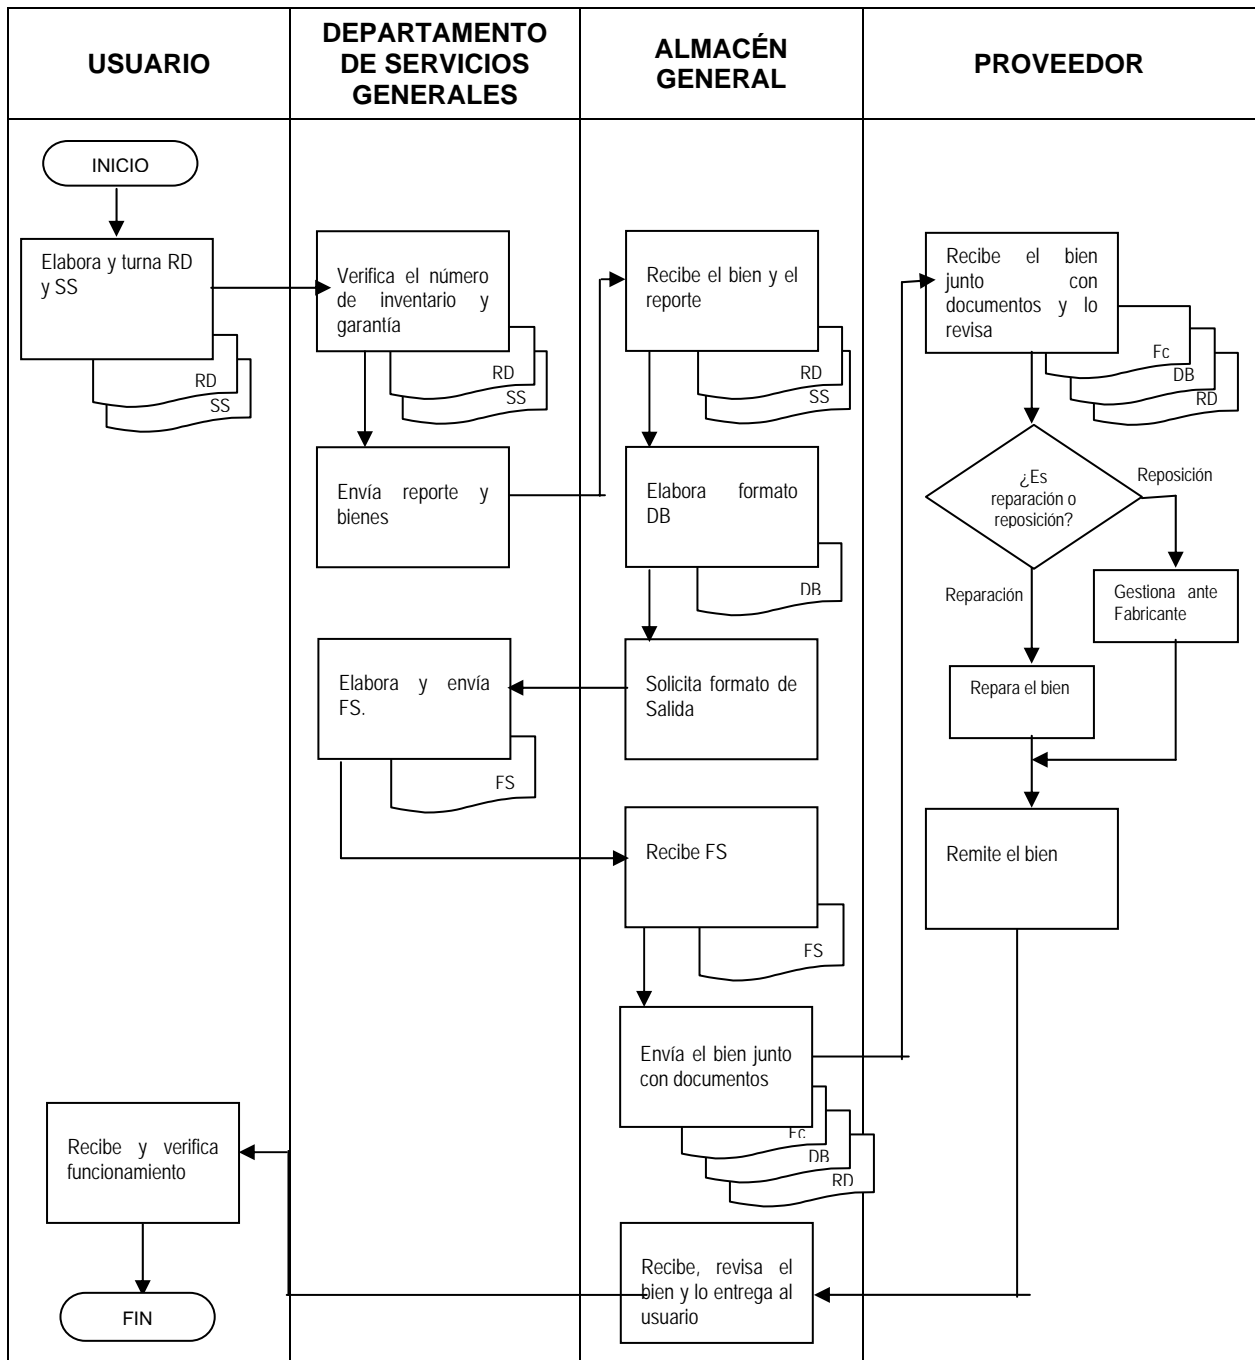 USUARIO
DEPARTAMENTO
DE SERVICIOS
GENERALES
ALMACÉN
GENERAL
PROVEEDOR
INICIO
Elabora y turna RD
y SS
RD
SS
Verifica el número
de inventario y
garantía
RD
SS
Envía reporte y
bienes
Recibe el bien y el
reporte
RD
SS
Elabora formato
DB
DB
Solicita formato de
Salida
Elabora y envía
FS.
FS
Recibe FS
FS
Envía el bien junto
con documentos
Fc
DB
RD
Recibe el bien
junto con
documentos y lo
revisa
Fc
DB
RD
¿Es
reparación o
reposición?
Reposición
Reparación
Gestiona ante
Fabricante
Repara el bien
Remite el bien
Recibe, revisa el
bien y lo entrega al
usuario
Recibe y verifica
funcionamiento
FIN